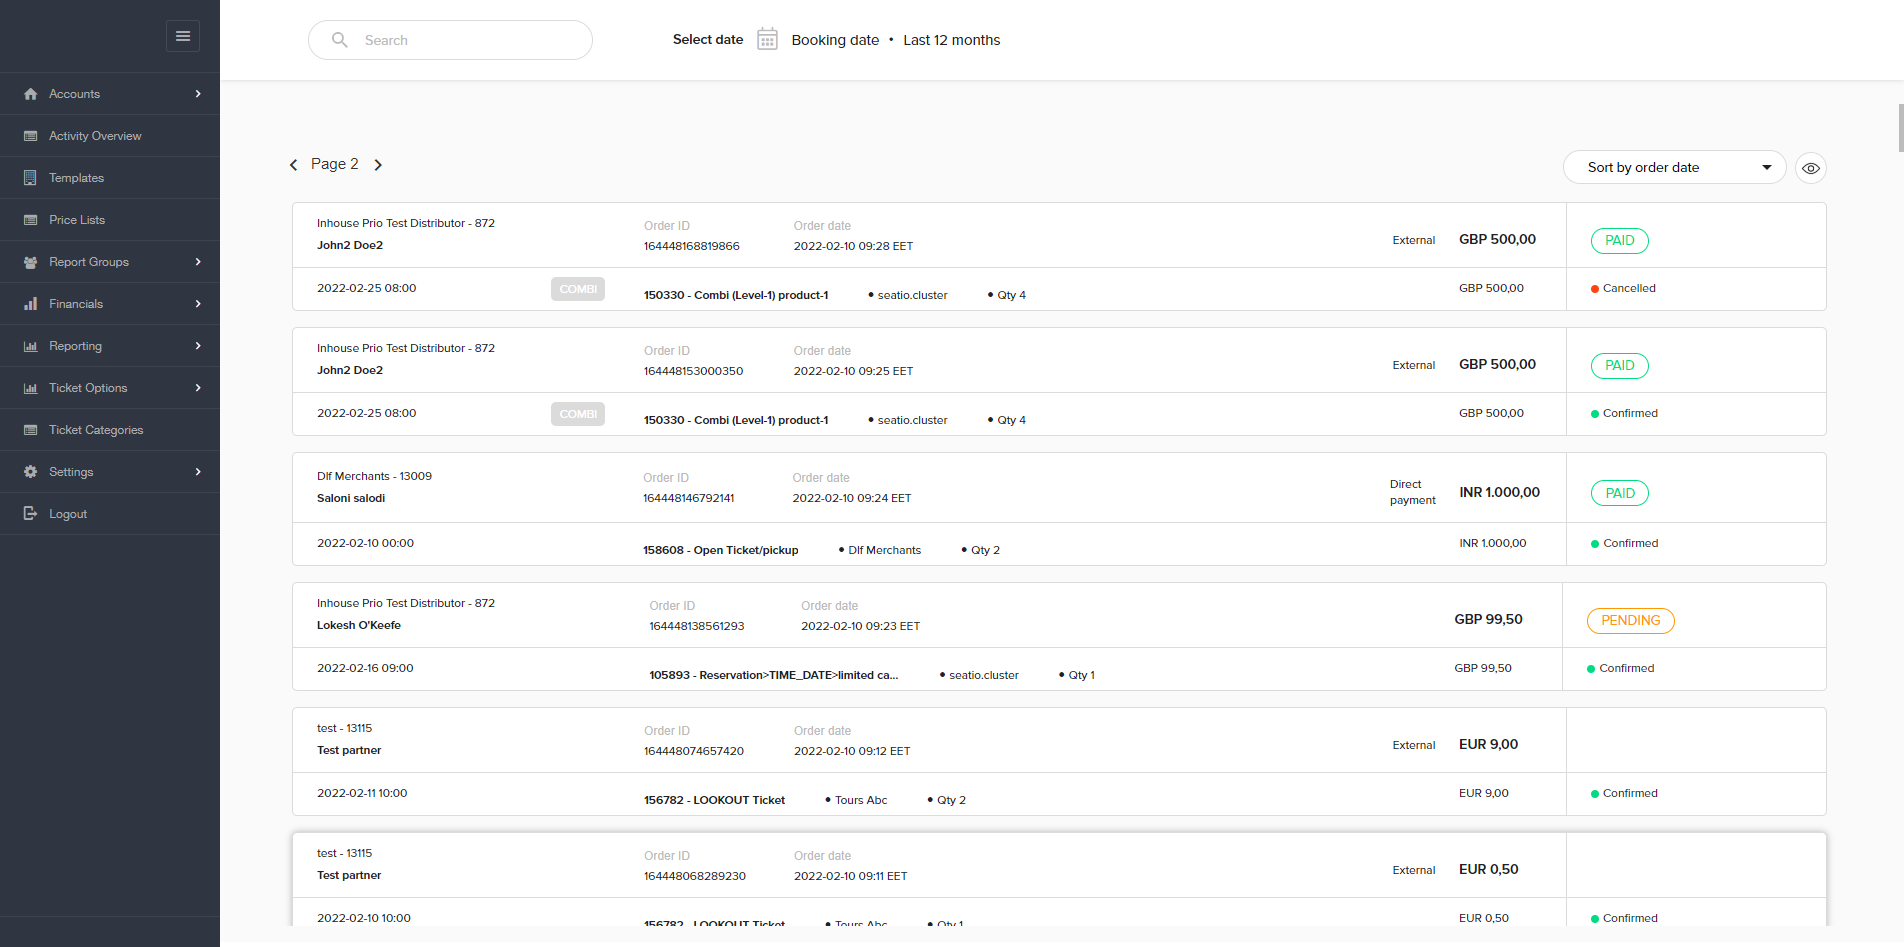 Search
Select date Booking date • Last 12 months
Accounts
Activity Overview
Templates
Price Lists
Report Groups
Financials
Reporting
Ticket Options
Ticket Categories
Settings
Logout
Page 2
Sort by order date
Inhouse Prio Test Distributor - 872 Order ID Order date
John2 Doe2 164448168819866 2022-02-10 09:28 EET External GBP 500,00 PAID
2022-02-25 08:00 COMBI 150330 - Combi (Level-1) product-1 • seatio.cluster • Qty 4 GBP 500,00 Cancelled
Inhouse Prio Test Distributor - 872 Order ID Order date
John2 Doe2 164448153000350 2022-02-10 09:25 EET External GBP 500,00 PAID
2022-02-25 08:00 COMBI 150330 - Combi (Level-1) product-1 • seatio.cluster • Qty 4 GBP 500,00 Confirmed
Dlf Merchants - 13009 Order ID Order date Direct
Saloni salodi 164448146792141 2022-02-10 09:24 EET payment INR 1.000,00 PAID
2022-02-10 00:00 158608 - Open Ticket/pickup • Dlf Merchants • Qty 2 INR 1.000,00 Confirmed
Inhouse Prio Test Distributor - 872 Order ID Order date
Lokesh O'Keefe 164448138561293 2022-02-10 09:23 EET GBP 99,50 PENDING
2022-02-16 09:00 105893 - Reservation>TIME_DATE>limited ca... • seatio.cluster • Qty 1 GBP 99,50 Confirmed
test - 13115 Order ID Order date
Test partner 164448074657420 2022-02-10 09:12 EET External EUR 9,00
2022-02-11 10:00 156782 - LOOKOUT Ticket • Tours Abc • Qty 2 EUR 9,00 Confirmed
test - 13115 Order ID Order date
Test partner 164448068289230 2022-02-10 09:11 EET External EUR 0,50
2022-02-10 10:00 156782 - LOOKOUT Ticket • Tours Abc • Qty 1 EUR 0,50 Confirmed